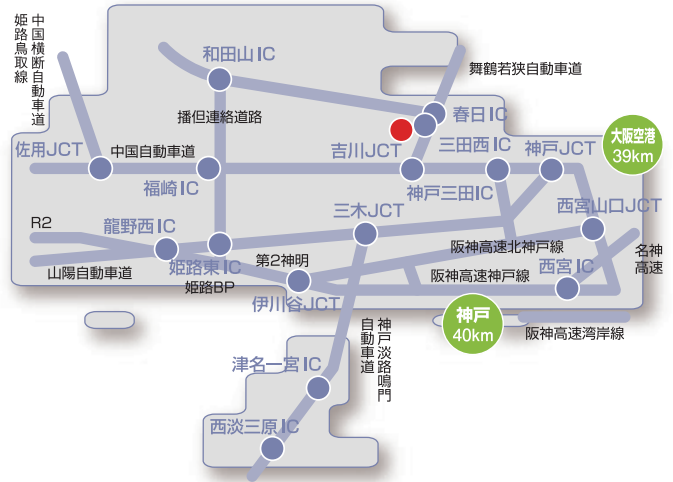 中国横断自動車道
姫路鳥取線
和田山IC
舞鶴若狭自動車道
播但連絡道路
春日IC
大阪空港
39km
佐用JCT
中国自動車道
吉川JCT
三田西IC
神戸JCT
福崎IC
神戸三田IC
三木JCT
西宮山口JCT
R2
龍野西IC
阪神高速北神戸線
名神
高速
山陽自動車道
姫路東IC
第2神明
阪神高速神戸線
西宮IC
姫路BP
伊川谷JCT
神戸
40km
神戸淡路鳴門
自動車道
阪神高速湾岸線
津名一宮IC
西淡三原IC